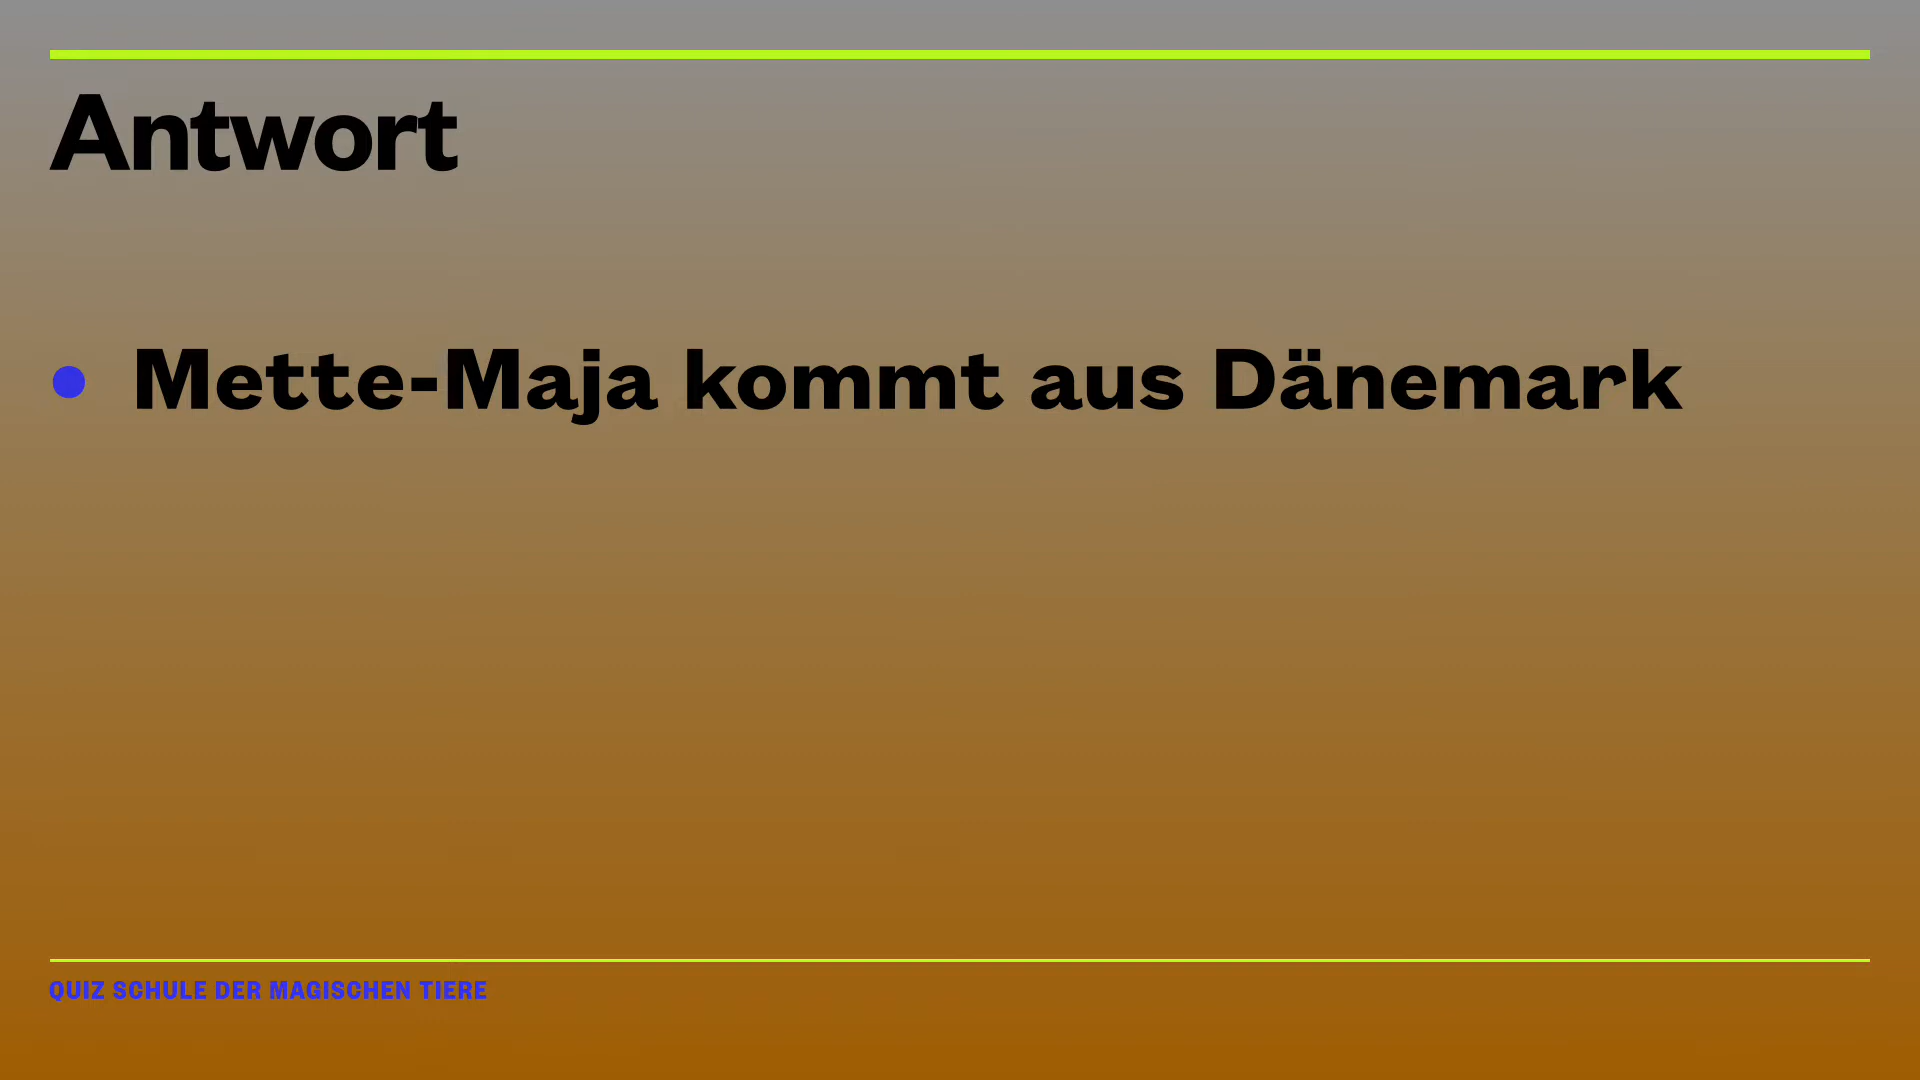 Antwort
• Mette-Maja kommt aus Dänemark
QUIZ SCHULE DER MAGISCHEN TIERE